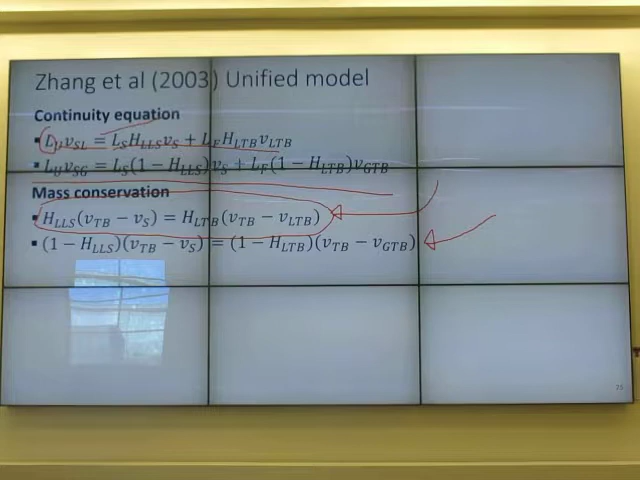 Zhang et al (2003) Unified model
Continuity equation
▪ L_U v_SL = L_S H_LLS v_S + L_F H_LTB v_LTB
▪ L_U v_SG = L_S(1 − H_LLS)v_S + L_F(1 − H_LTB)v_GTB
Mass conservation
▪ H_LLS(v_TB − v_S) = H_LTB(v_TB − v_LTB)
▪ (1 − H_LLS)(v_TB − v_S) = (1 − H_LTB)(v_TB − v_GTB)